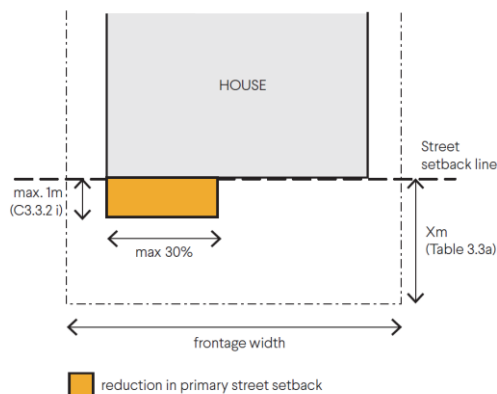 HOUSE
Street
setback line
max. 1m
(C3.3.2 i)
Xm
(Table 3.3a)
max 30%
frontage width
reduction in primary street setback